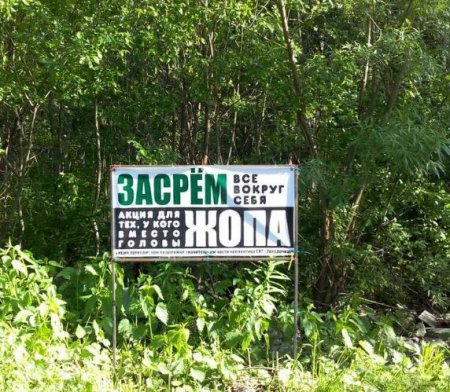 ЗАСРЁМ ВСЕ
ВОКРУГ
СЕБЯ
АКЦИЯ ДЛЯ
ТЕХ, У КОГО
ВМЕСТО
ГОЛОВЫ
ЖОПА